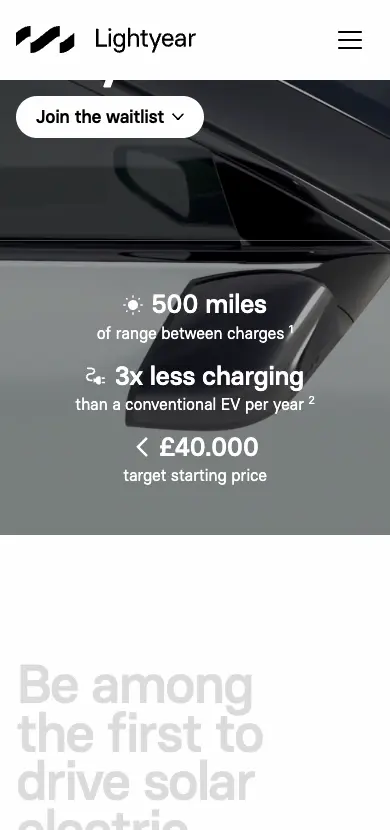 Lightyear
Join the waitlist
500 miles
of range between charges 1
3x less charging
than a conventional EV per year 2
< £40.000
target starting price
Be among
the first to
drive solar
electric